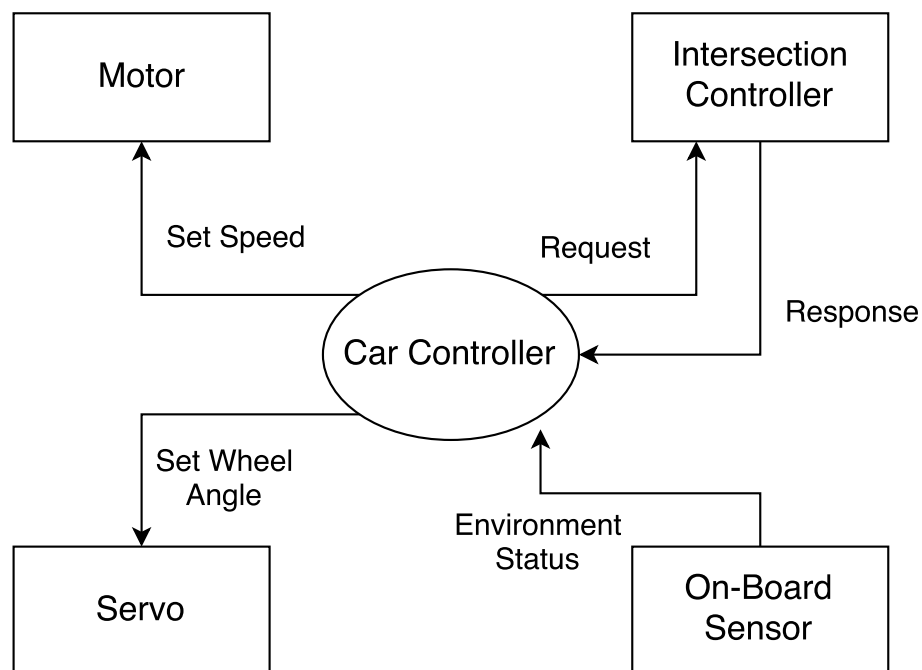 Motor
Intersection
Controller
Set Speed
Request
Response
Car Controller
Set Wheel
Angle
Environment
Status
Servo
On-Board
Sensor